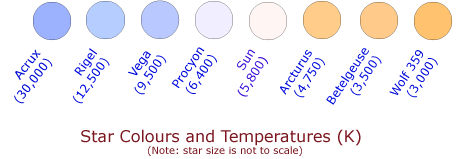 Acrux
(30,000)
Rigel
(12,500)
Vega
(9,500)
Procyon
(6,400)
Sun
(5,800)
Arcturus
(4,750)
Betelgeuse
(3,500)
Wolf 359
(3,000)
Star Colours and Temperatures (K)
(Note: star size is not to scale)